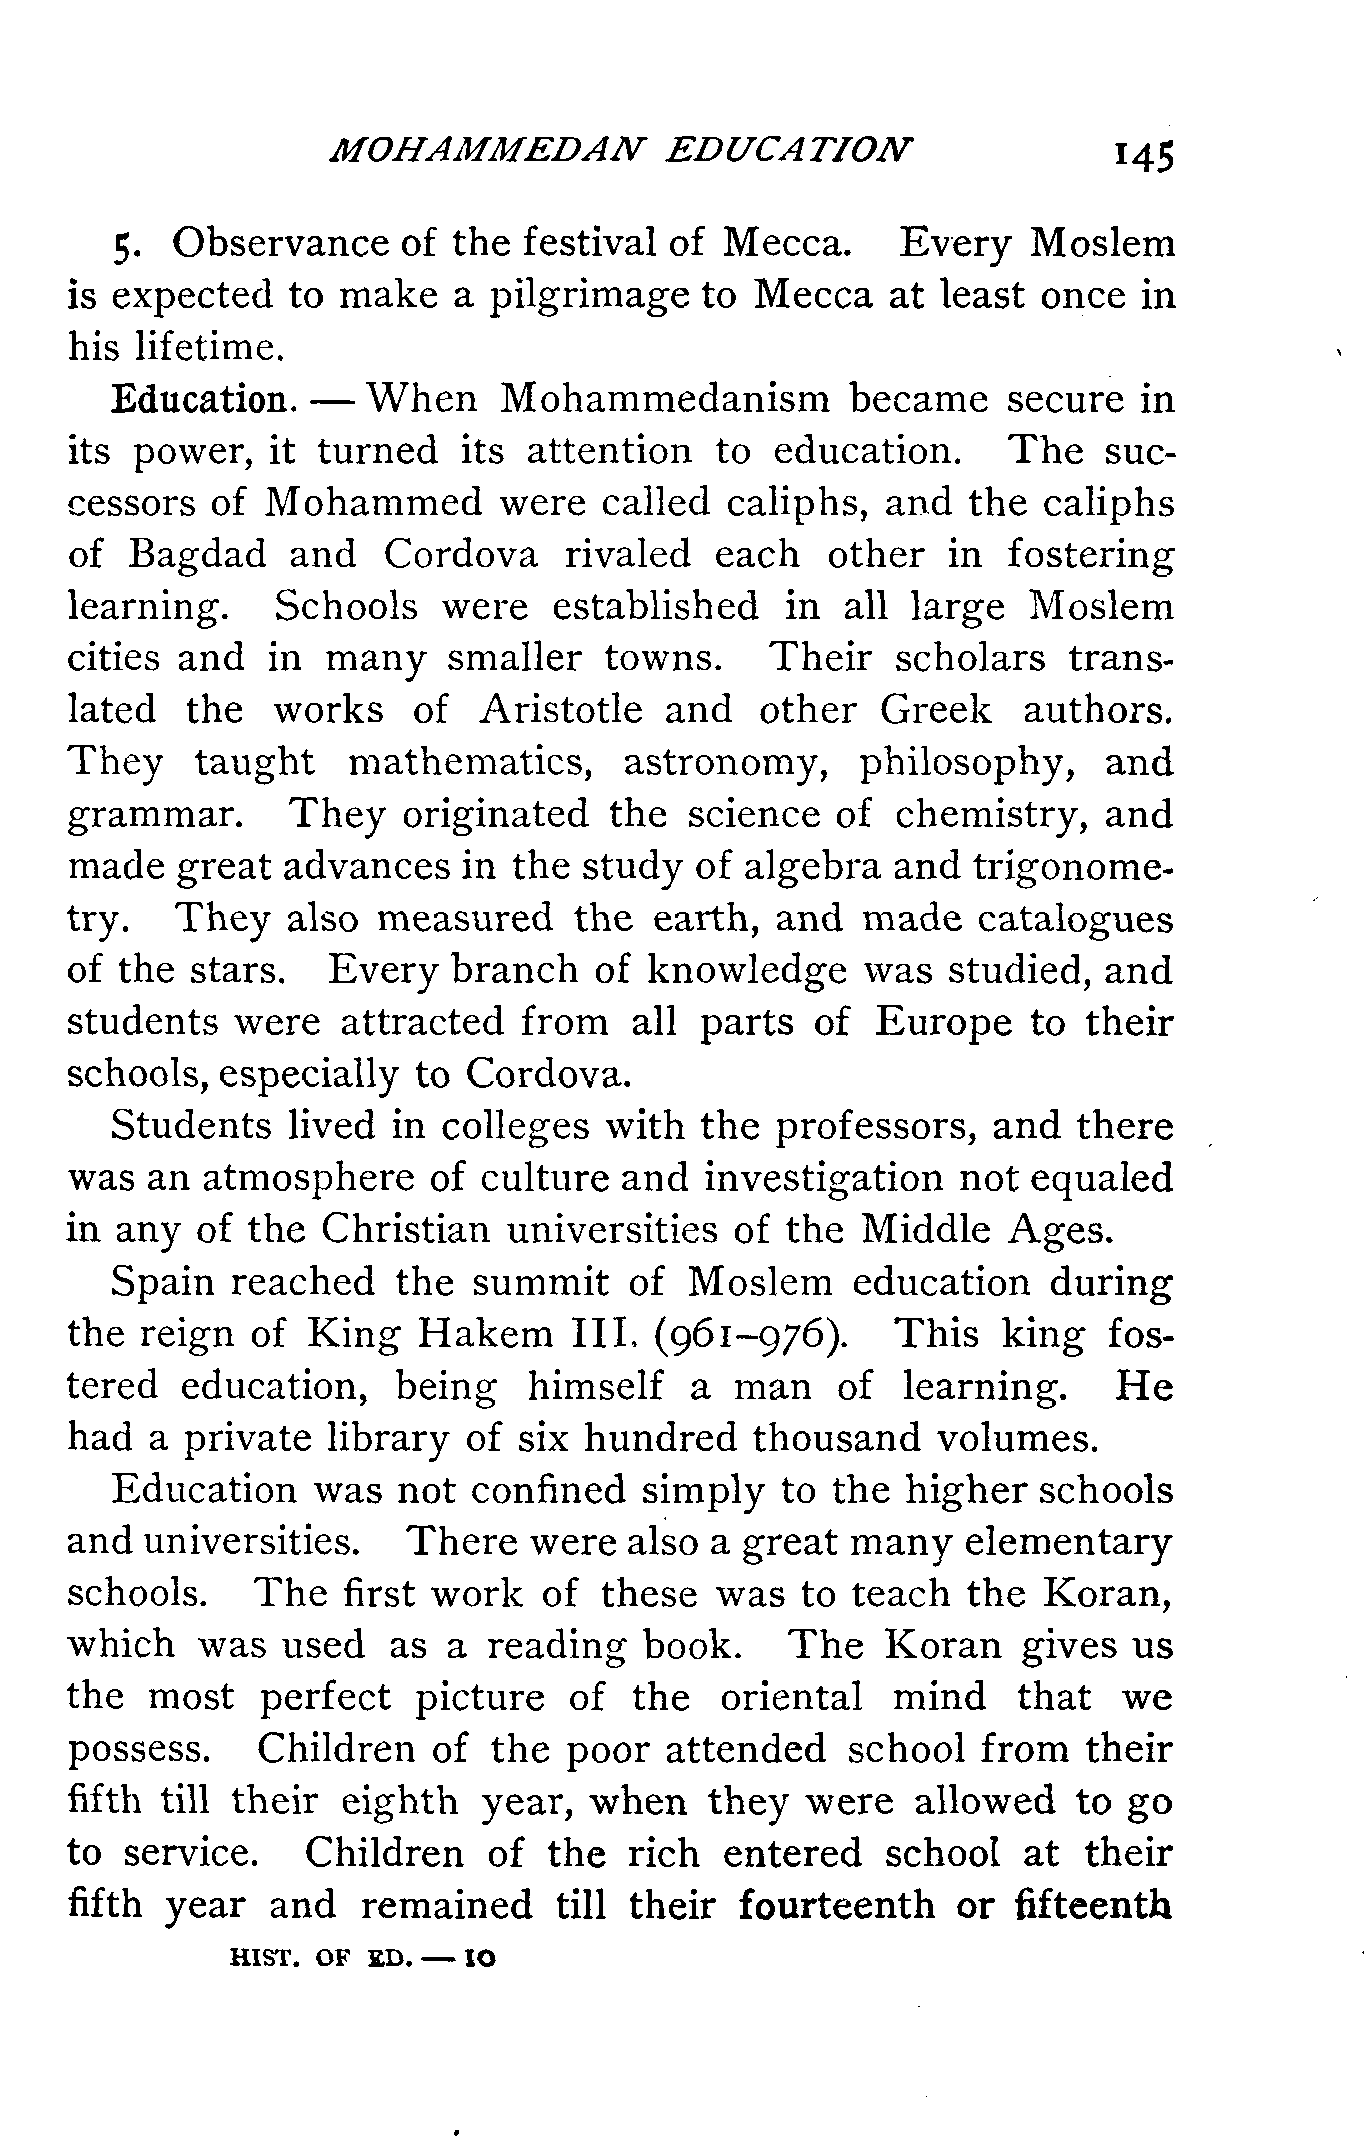 MOHAMMEDAN EDUCATION 145
5. Observance of the festival of Mecca. Every Moslem
is expected to make a pilgrimage to Mecca at least once in
his lifetime.
Education. — When Mohammedanism became secure in
its power, it turned its attention to education. The suc-
cessors of Mohammed were called caliphs, and the caliphs
of Bagdad and Cordova rivaled each other in fostering
learning. Schools were established in all large Moslem
cities and in many smaller towns. Their scholars trans-
lated the works of Aristotle and other Greek authors.
They taught mathematics, astronomy, philosophy, and
grammar. They originated the science of chemistry, and
made great advances in the study of algebra and trigonome-
try. They also measured the earth, and made catalogues
of the stars. Every branch of knowledge was studied, and
students were attracted from all parts of Europe to their
schools, especially to Cordova.
Students lived in colleges with the professors, and there
was an atmosphere of culture and investigation not equaled
in any of the Christian universities of the Middle Ages.
Spain reached the summit of Moslem education during
the reign of King Hakem III. (961–976). This king fos-
tered education, being himself a man of learning. He
had a private library of six hundred thousand volumes.
Education was not confined simply to the higher schools
and universities. There were also a great many elementary
schools. The first work of these was to teach the Koran,
which was used as a reading book. The Koran gives us
the most perfect picture of the oriental mind that we
possess. Children of the poor attended school from their
fifth till their eighth year, when they were allowed to go
to service. Children of the rich entered school at their
fifth year and remained till their fourteenth or fifteenth
HIST. OF ED. — 10